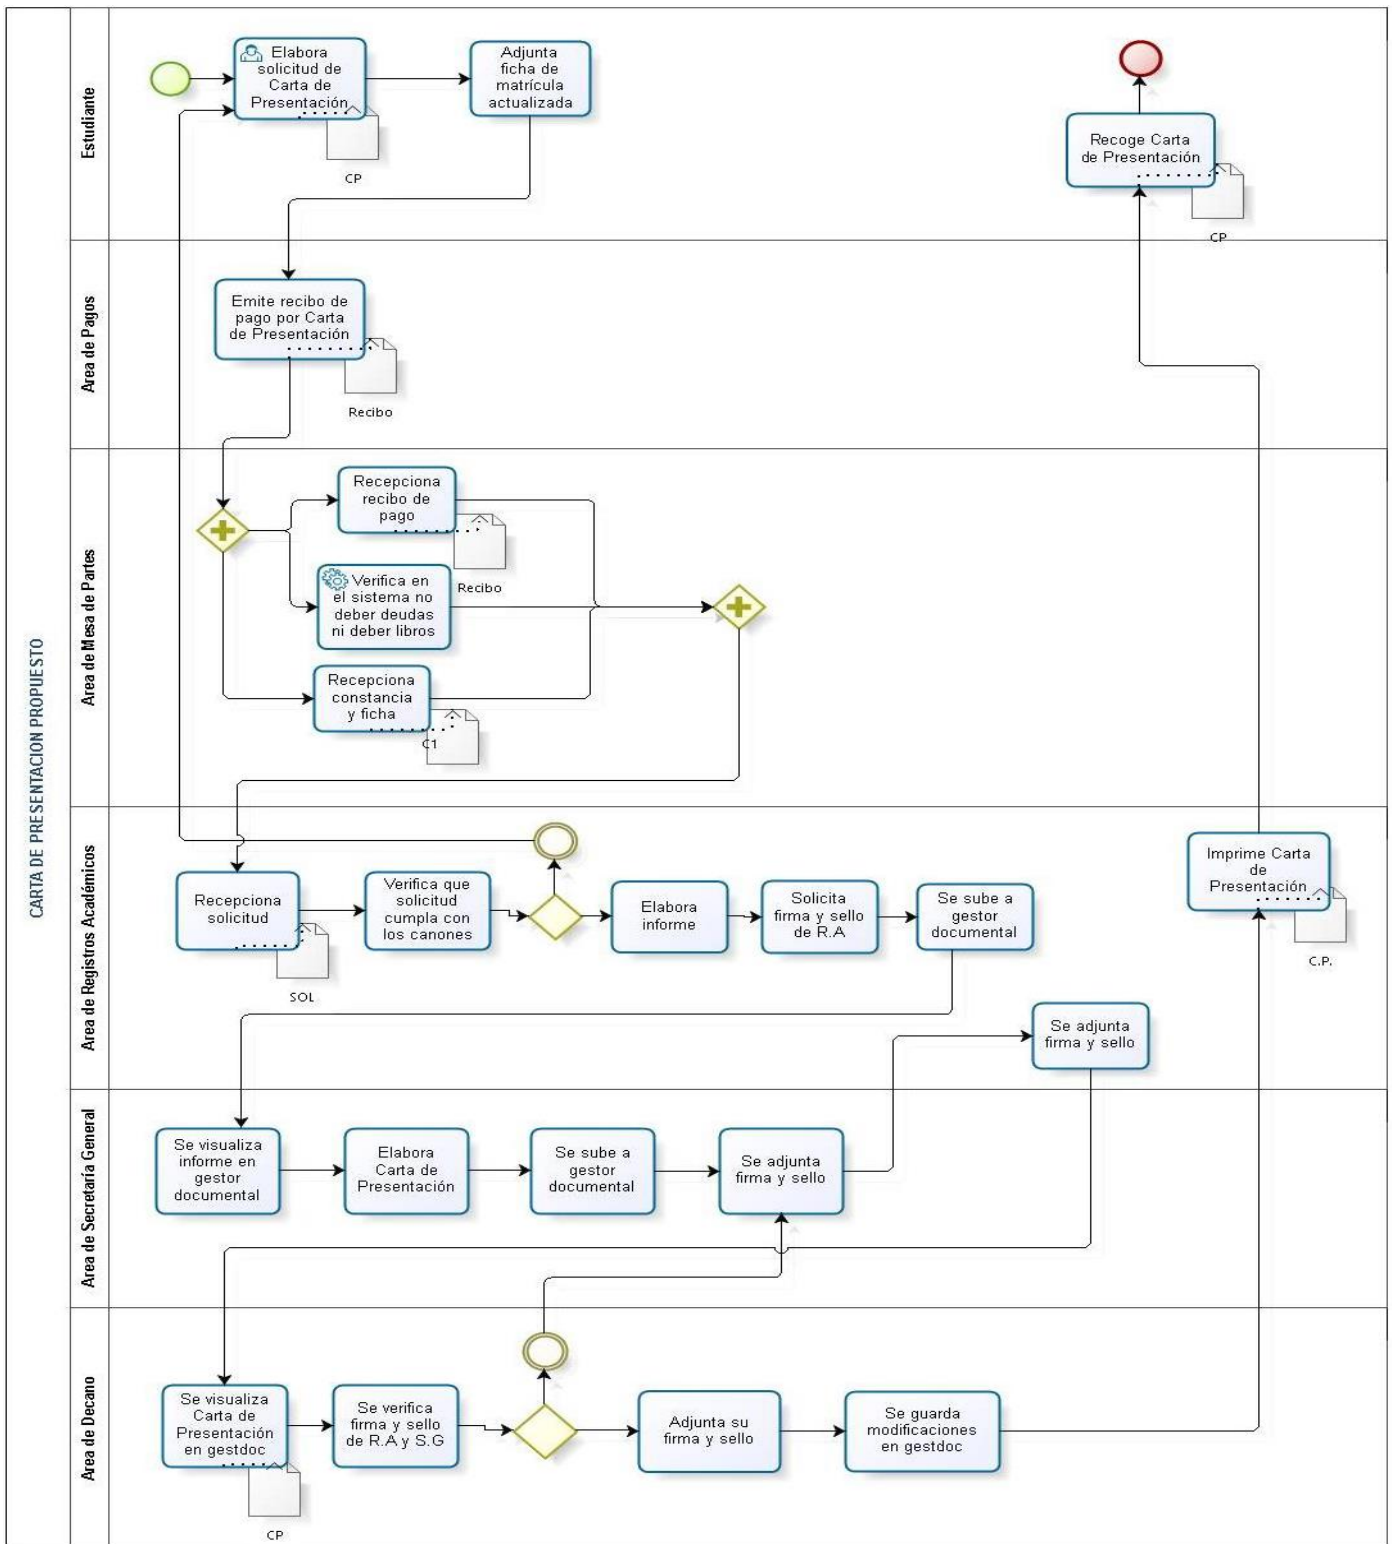 CARTA DE PRESENTACION PROPUESTO
Estudiante
Elabora
solicitud de
Carta de
Presentación
CP
Adjunta
ficha de
matrícula
actualizada
Recoge Carta
de Presentación
CP
Area de Pagos
Emite recibo de
pago por Carta
de Presentación
Recibo
Area de Mesa de Partes
Recepciona
recibo de
pago
Recibo
Verifica en
el sistema no
deber deudas
ni deber libros
Recepciona
constancia
y ficha
C1
Area de Registros Académicos
Recepciona
solicitud
SOL
Verifica que
solicitud
cumpla con
los canones
Elabora
informe
Solicita
firma y sello
de R.A
Se sube a
gestor
documental
Imprime Carta
de
Presentación
C.P.
Se adjunta
firma y sello
Area de Secretaría General
Se visualiza
informe en
gestor
documental
Elabora
Carta de
Presentación
Se sube a
gestor
documental
Se adjunta
firma y sello
Area de Decano
Se visualiza
Carta de
Presentación
en gestdoc
CP
Se verifica
firma y sello
de R.A y S.G
Adjunta su
firma y sello
Se guarda
modificaciones
en gestdoc